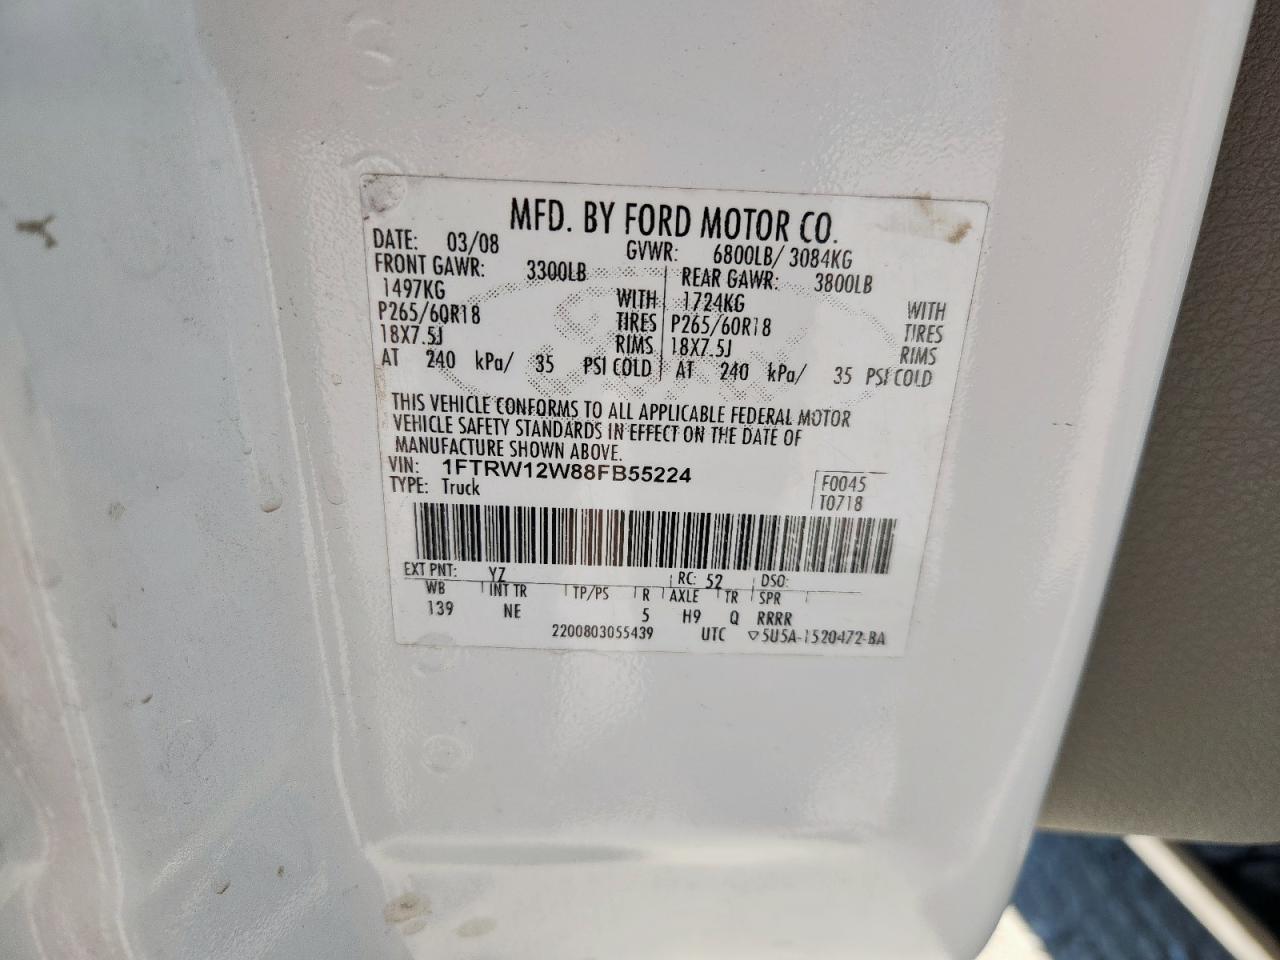 MFD. BY FORD MOTOR CO.
DATE: 03/08 GVWR: 6800LB/ 3084KG
FRONT GAWR: 3300LB REAR GAWR: 3800LB
1497KG WITH 1724KG WITH
P265/60R18 TIRES P265/60R18 TIRES
18X7.5J RIMS 18X7.5J RIMS
AT 240 kPa/ 35 PSI COLD AT 240 kPa/ 35 PSI COLD
THIS VEHICLE CONFORMS TO ALL APPLICABLE FEDERAL MOTOR
VEHICLE SAFETY STANDARDS IN EFFECT ON THE DATE OF
MANUFACTURE SHOWN ABOVE.
VIN: 1FTRW12W88FB55224 F0045
TYPE: Truck T0718
EXT PNT: YZ RC: 52 DSO:
WB INT TR TP/PS R AXLE TR SPR
139 NE 5 H9 Q RRRR
2200803055439 UTC ▽5U5A-1520472-BA